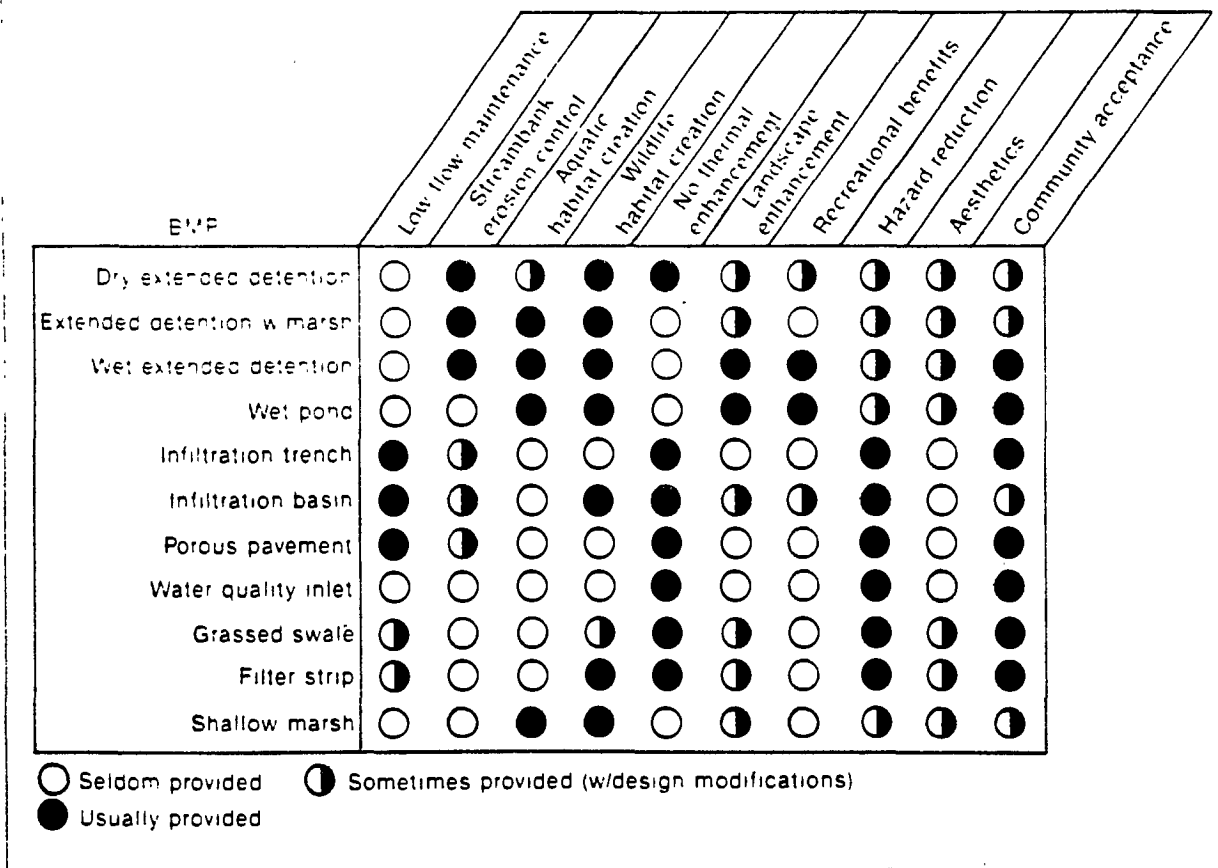 Low flow maintenance
Streambank
erosion control
Aquatic
habitat creation
Wildlife
habitat creation
No thermal
enhancement
Landscape
enhancement
Recreational benefits
Hazard reduction
Aesthetics
Community acceptance
BMP
Dry extended detention
Extended detention w marsh
Wet extended detention
Wet pond
Infiltration trench
Infiltration basin
Porous pavement
Water quality inlet
Grassed swale
Filter strip
Shallow marsh
Seldom provided Sometimes provided (w/design modifications)
Usually provided